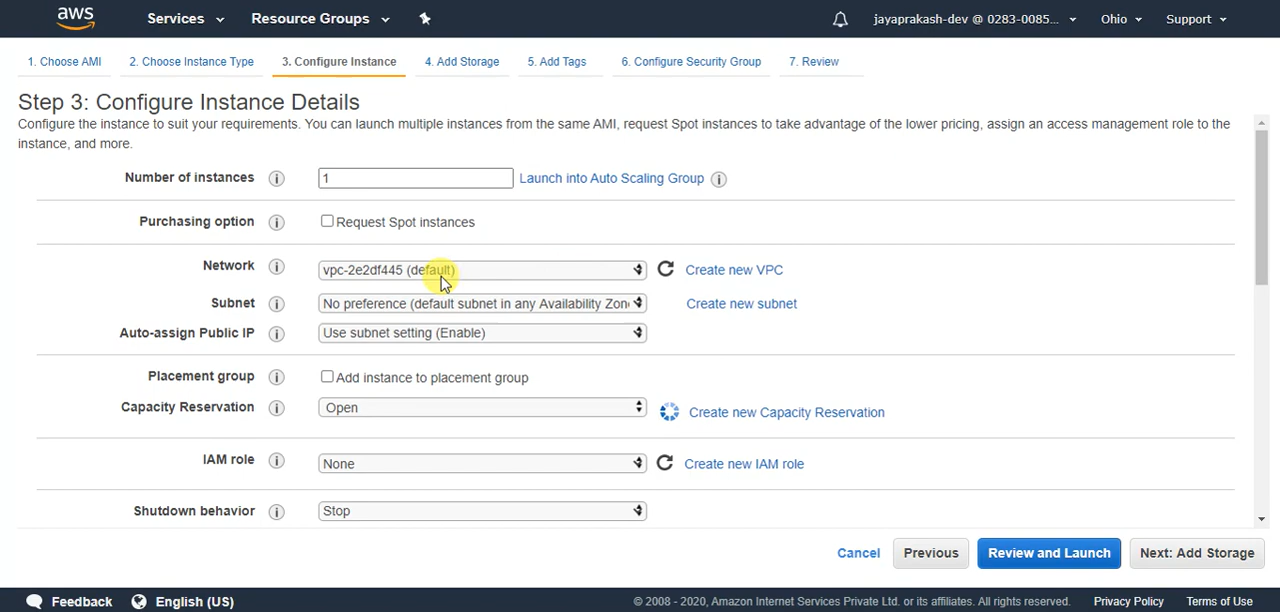 aws Services Resource Groups jayaprakash-dev @ 0283-0085... Ohio Support
1. Choose AMI 2. Choose Instance Type 3. Configure Instance 4. Add Storage 5. Add Tags 6. Configure Security Group 7. Review
Step 3: Configure Instance Details
Configure the instance to suit your requirements. You can launch multiple instances from the same AMI, request Spot instances to take advantage of the lower pricing, assign an access management role to the
instance, and more.
Number of instances i 1 Launch into Auto Scaling Group i
Purchasing option i Request Spot instances
Network i vpc-2e2df445 (default) Create new VPC
Subnet i No preference (default subnet in any Availability Zon Create new subnet
Auto-assign Public IP i Use subnet setting (Enable)
Placement group i Add instance to placement group
Capacity Reservation i Open Create new Capacity Reservation
IAM role i None Create new IAM role
Shutdown behavior i Stop
Cancel Previous Review and Launch Next: Add Storage
Feedback English (US) © 2008 - 2020, Amazon Internet Services Private Ltd. or its affiliates. All rights reserved. Privacy Policy Terms of Use